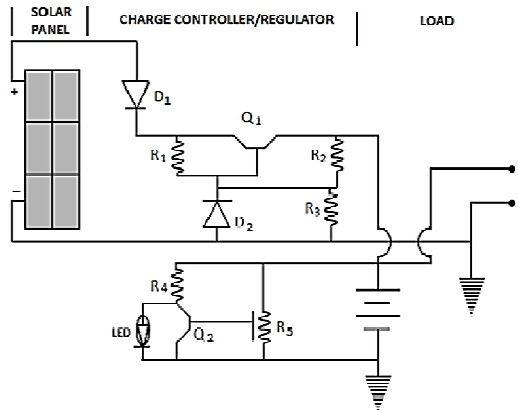 SOLAR
PANEL
CHARGE CONTROLLER/REGULATOR
LOAD
+
D1
Q1
R1
R2
−
D2
R3
R4
LED
Q2
R5